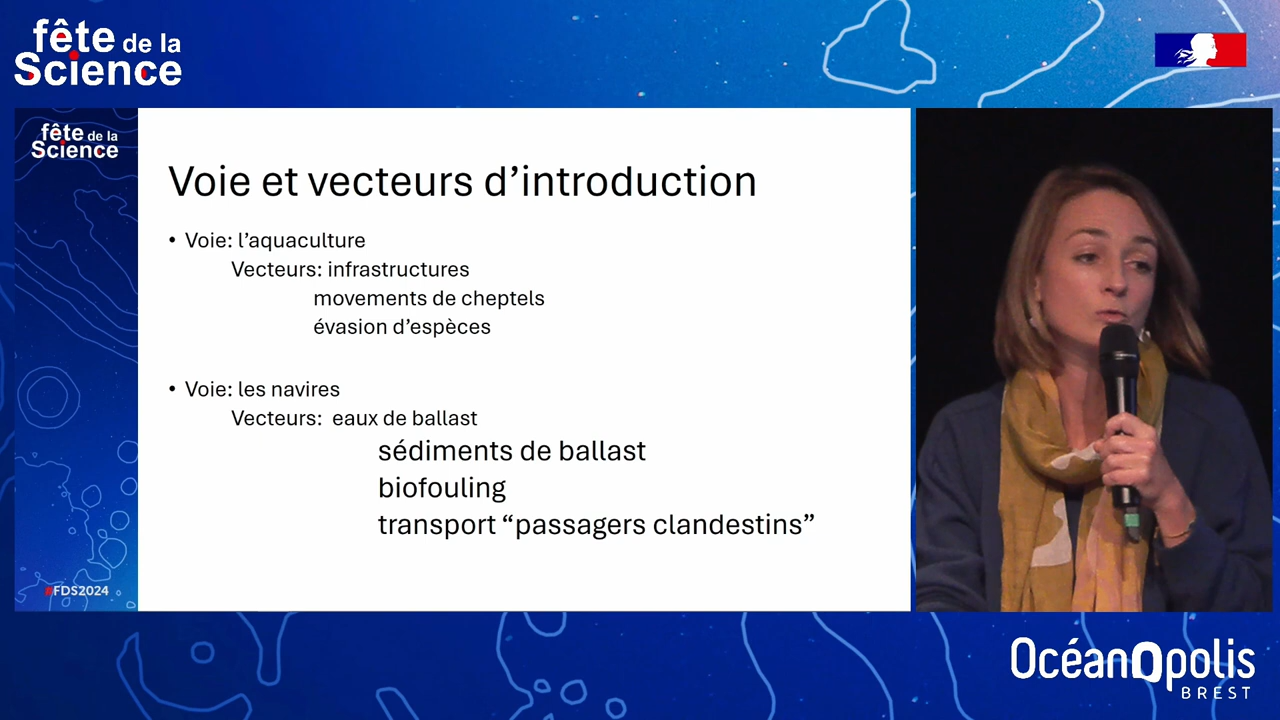 fête de la
Science
fête de la
Science
Voie et vecteurs d’introduction
• Voie: l’aquaculture
Vecteurs: infrastructures
movements de cheptels
évasion d’espèces
• Voie: les navires
Vecteurs: eaux de ballast
sédiments de ballast
biofouling
transport “passagers clandestins”
#FDS2024
OcéanOpolis
BREST